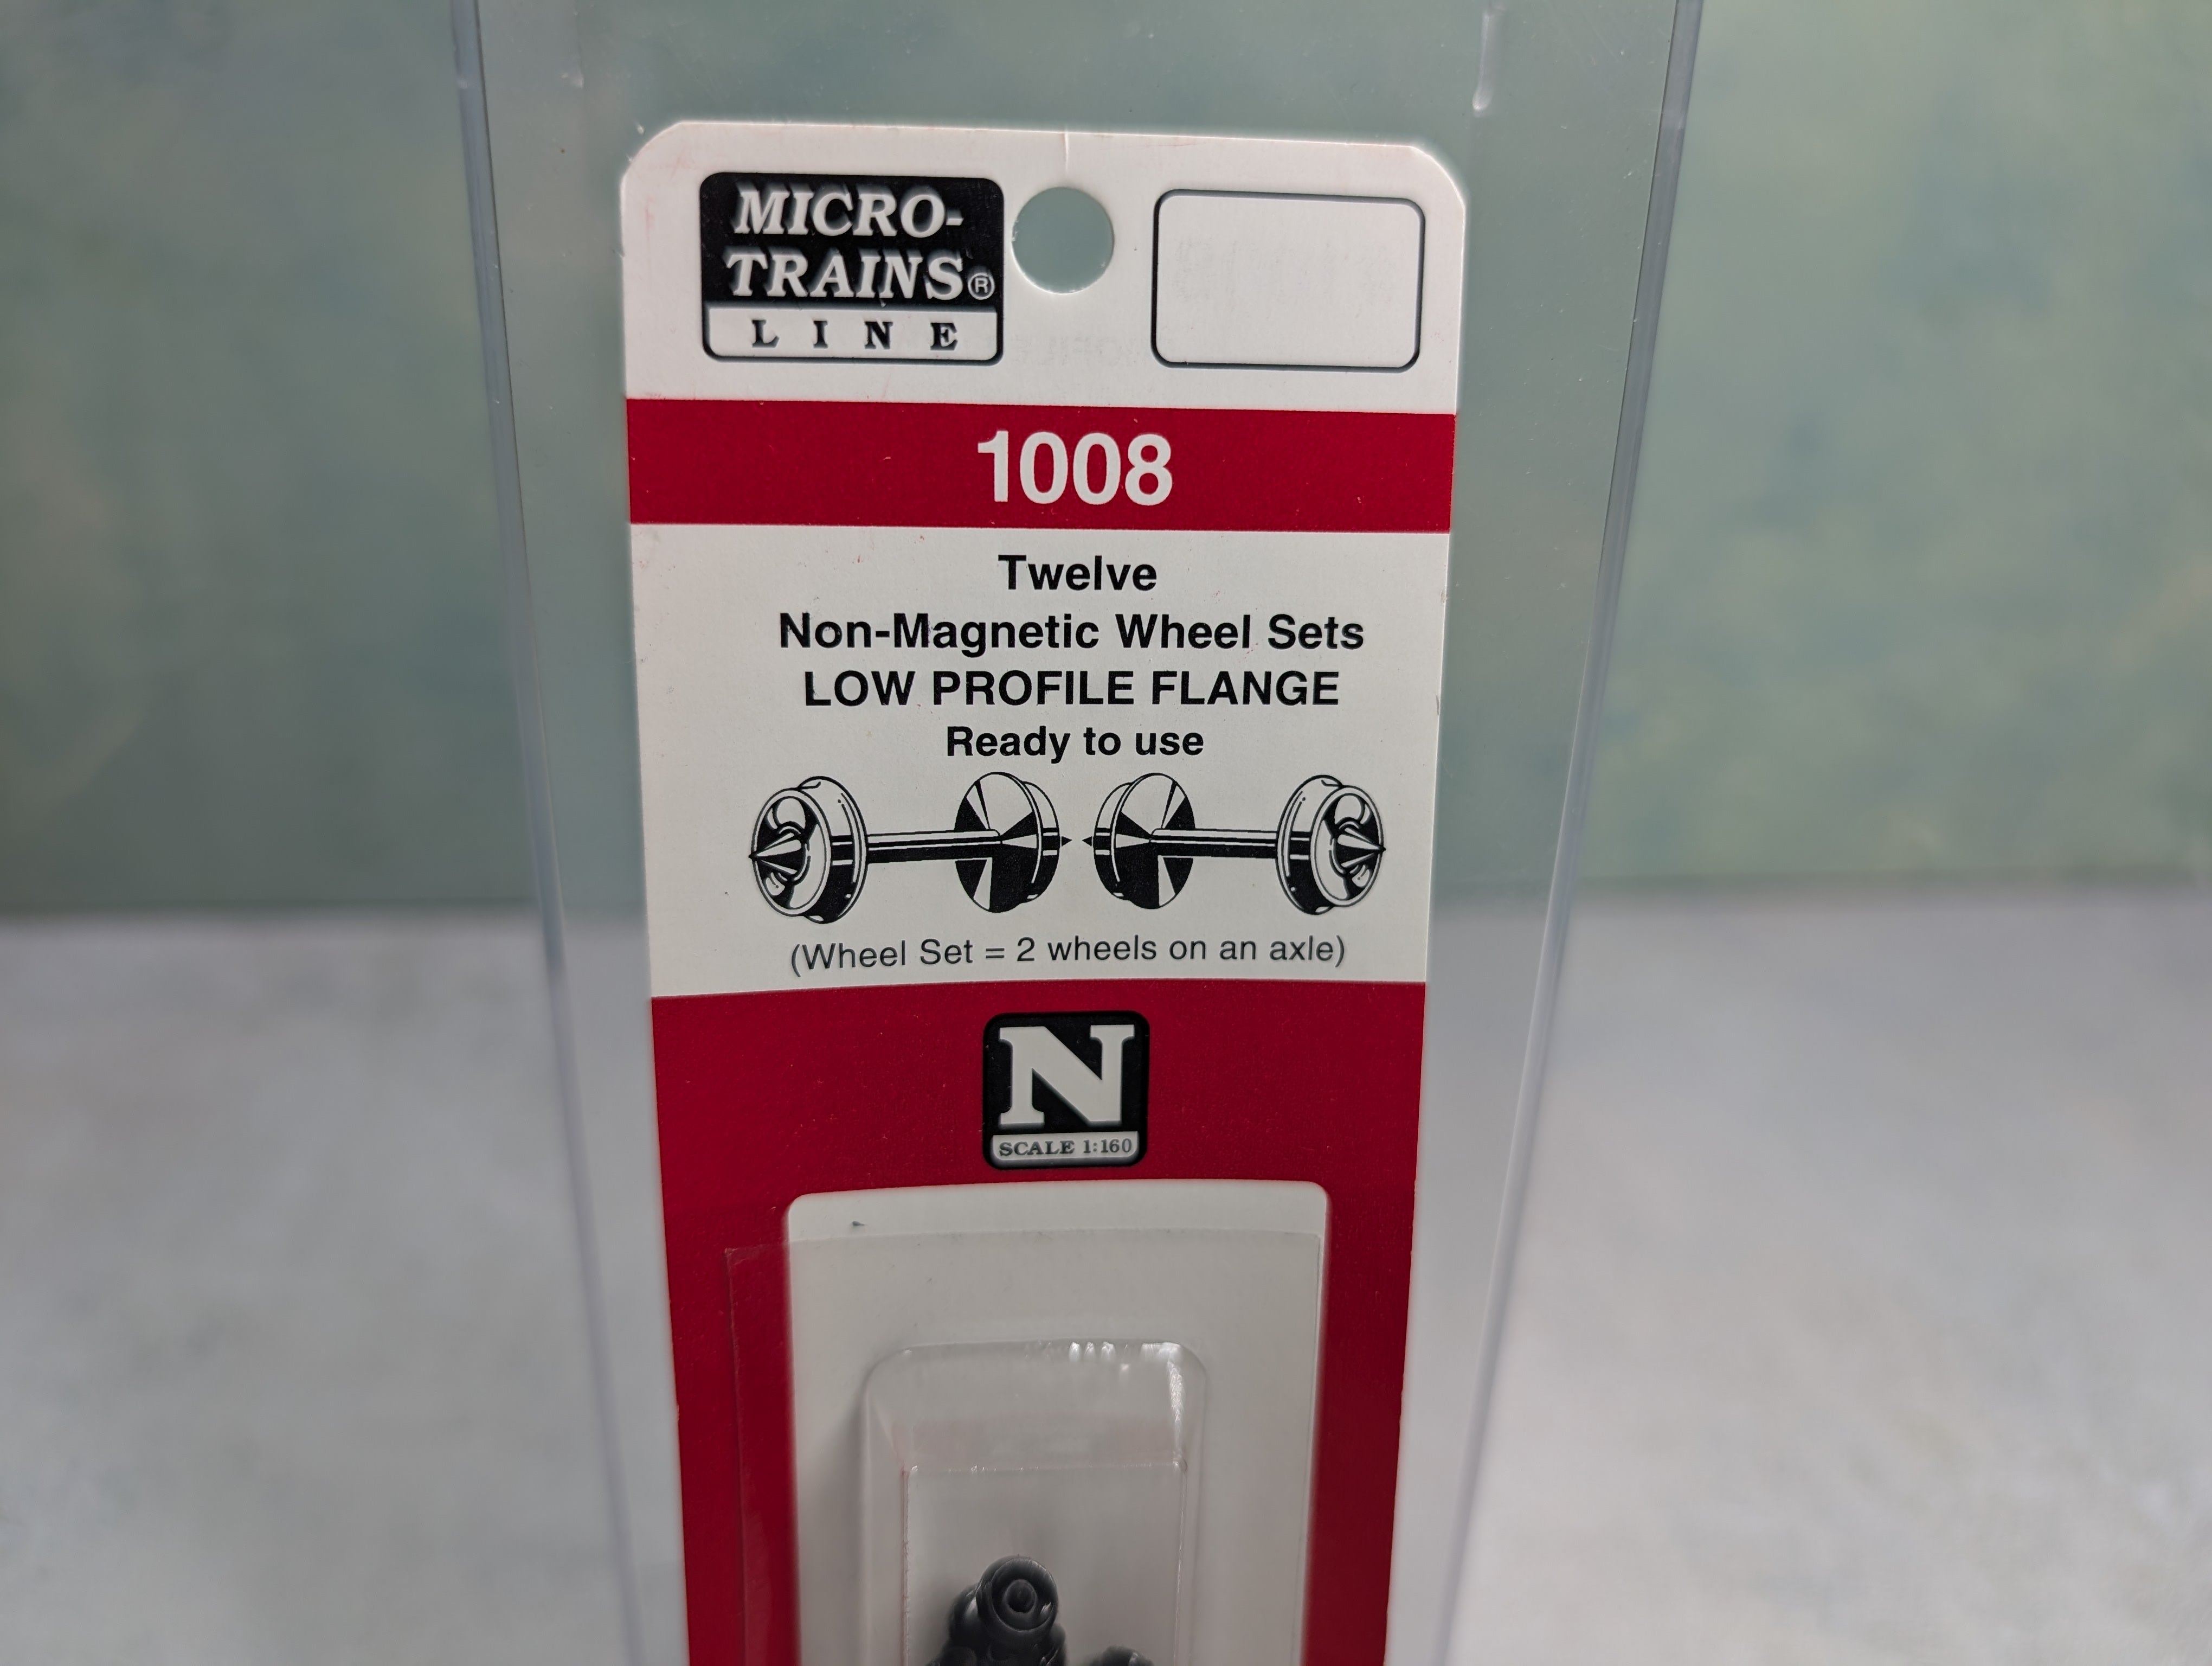 MICRO-
TRAINS®
LINE
1008
Twelve
Non-Magnetic Wheel Sets
LOW PROFILE FLANGE
Ready to use
(Wheel Set = 2 wheels on an axle)
N
SCALE 1:160